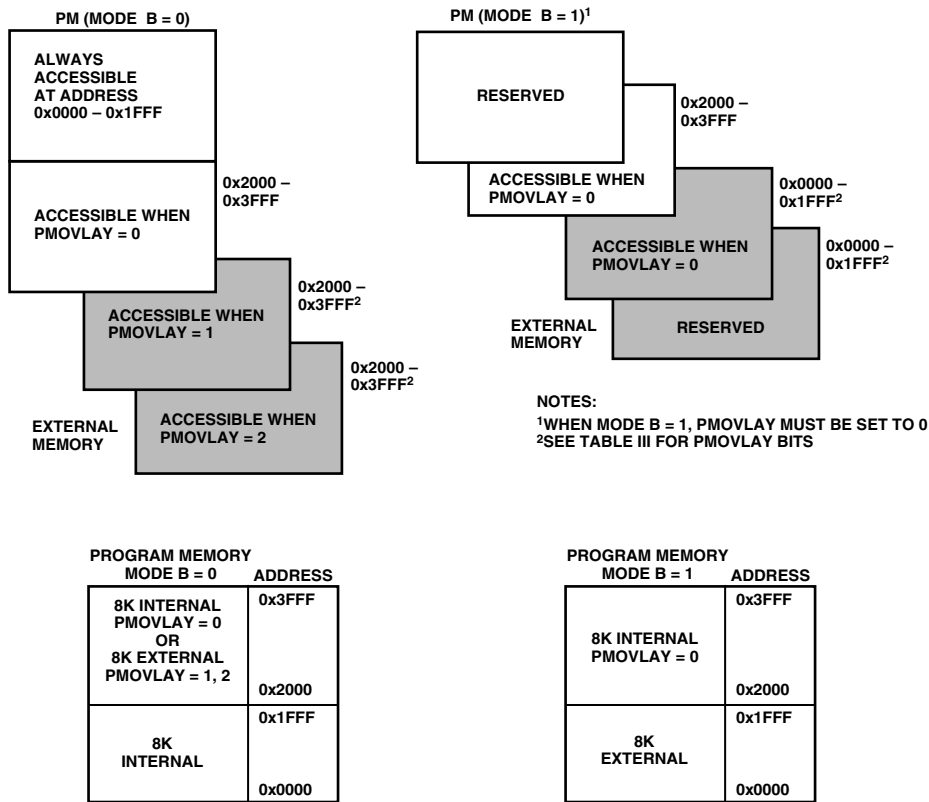 PM (MODE B = 0)
ALWAYS
ACCESSIBLE
AT ADDRESS
0x0000 – 0x1FFF
ACCESSIBLE WHEN
PMOVLAY = 0
0x2000 –
0x3FFF
ACCESSIBLE WHEN
PMOVLAY = 1
0x2000 –
0x3FFF²
ACCESSIBLE WHEN
PMOVLAY = 2
0x2000 –
0x3FFF²
EXTERNAL
MEMORY
PM (MODE B = 1)¹
RESERVED
0x2000 –
0x3FFF
ACCESSIBLE WHEN
PMOVLAY = 0
0x0000 –
0x1FFF²
ACCESSIBLE WHEN
PMOVLAY = 0
0x0000 –
0x1FFF²
RESERVED
EXTERNAL
MEMORY
NOTES:
¹WHEN MODE B = 1, PMOVLAY MUST BE SET TO 0
²SEE TABLE III FOR PMOVLAY BITS
PROGRAM MEMORY
MODE B = 0 ADDRESS
8K INTERNAL
PMOVLAY = 0
OR
8K EXTERNAL
PMOVLAY = 1, 2
0x3FFF
0x2000
8K
INTERNAL
0x1FFF
0x0000
PROGRAM MEMORY
MODE B = 1 ADDRESS
8K INTERNAL
PMOVLAY = 0
0x3FFF
0x2000
8K
EXTERNAL
0x1FFF
0x0000